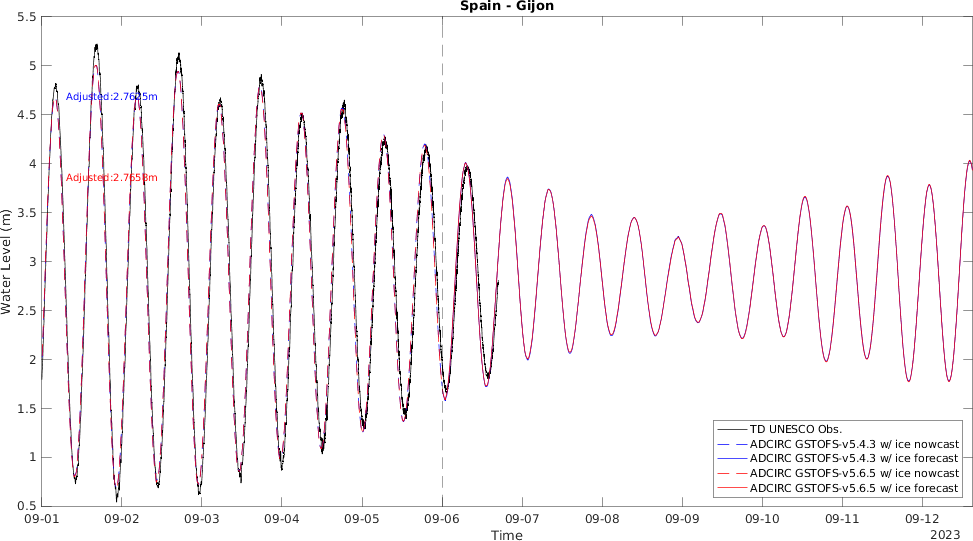 Spain - Gijon
5.5
5
4.5
4
3.5
3
2.5
2
1.5
1
0.5
Water Level (m)
Adjusted:2.7625m
Adjusted:2.7658m
TD UNESCO Obs.
ADCIRC GSTOFS-v5.4.3 w/ ice nowcast
ADCIRC GSTOFS-v5.4.3 w/ ice forecast
ADCIRC GSTOFS-v5.6.5 w/ ice nowcast
ADCIRC GSTOFS-v5.6.5 w/ ice forecast
09-01 09-02 09-03 09-04 09-05 09-06 09-07 09-08 09-09 09-10 09-11 09-12
Time
2023